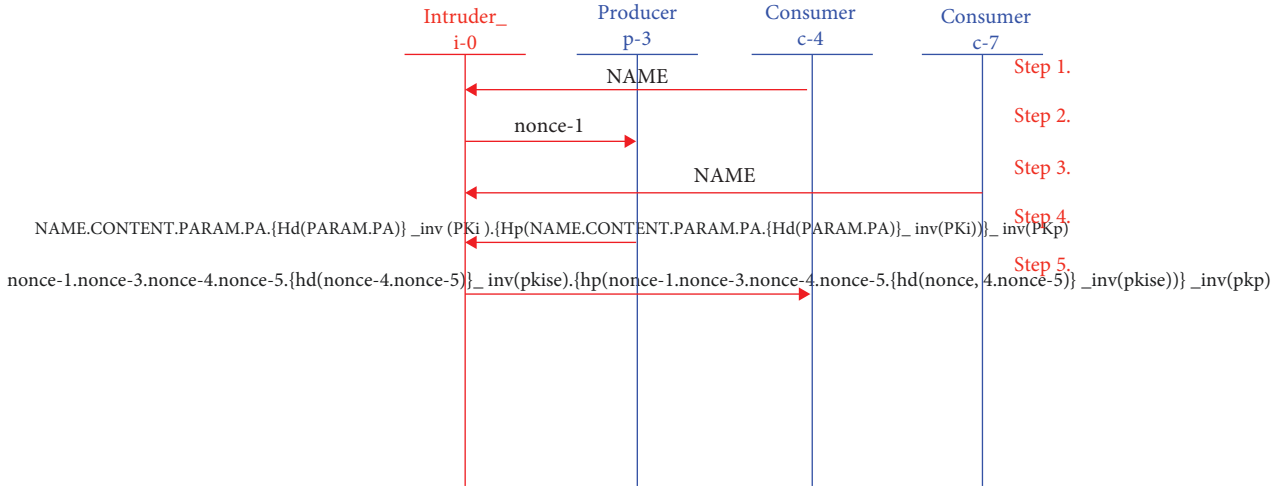 Intruder_
i-0
Producer
p-3
Consumer
c-4
Consumer
c-7
Step 1.
NAME
Step 2.
nonce-1
Step 3.
NAME
Step 4.
NAME.CONTENT.PARAM.PA.{Hd(PARAM.PA)} _inv (PKi ).{Hp(NAME.CONTENT.PARAM.PA.{Hd(PARAM.PA)}_ inv(PKi))}_ inv(PKp)
Step 5.
nonce-1.nonce-3.nonce-4.nonce-5.{hd(nonce-4.nonce-5)}_ inv(pkise).{hp(nonce-1.nonce-3.nonce-4.nonce-5.{hd(nonce, 4.nonce-5)} _inv(pkise))} _inv(pkp)